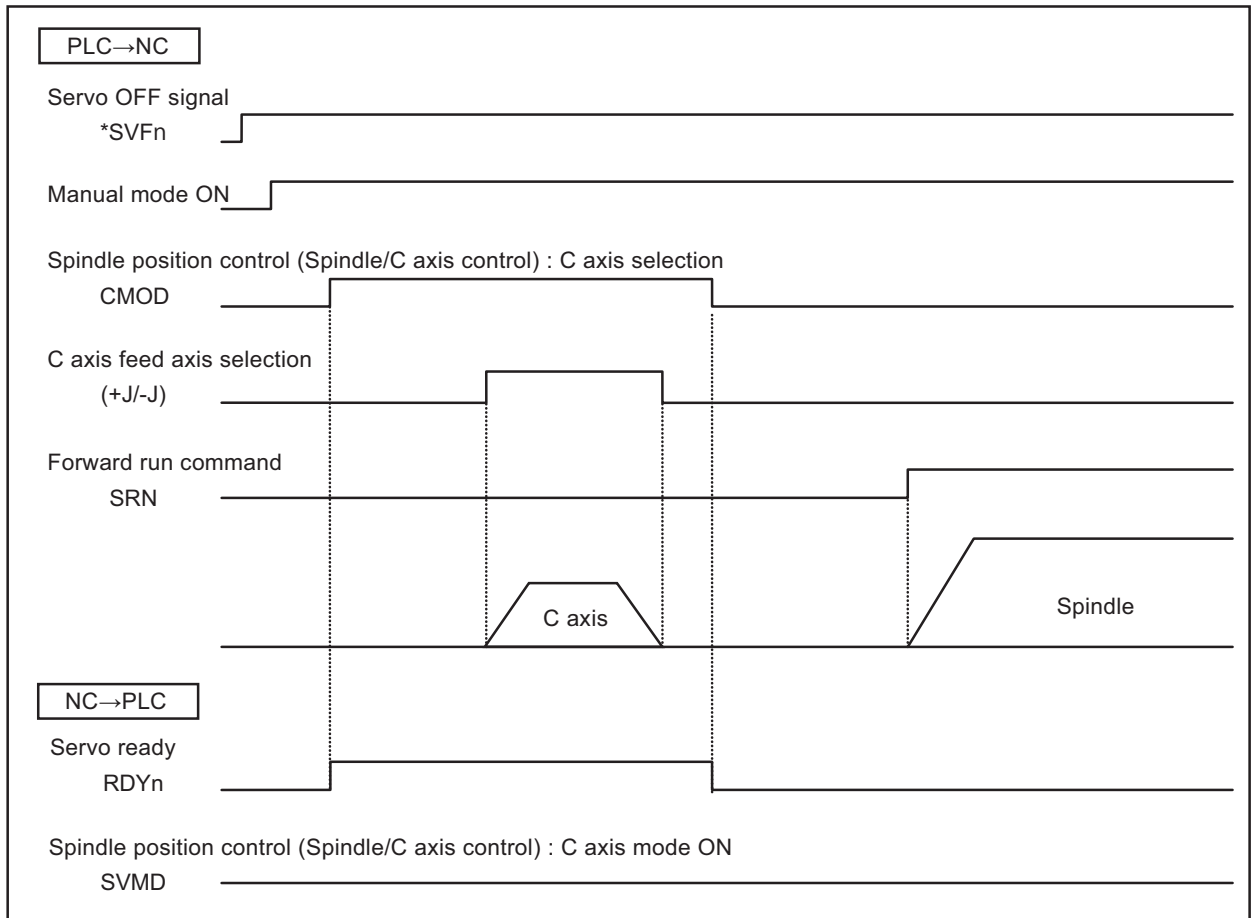 PLC→NC
Servo OFF signal
*SVFn
Manual mode ON
Spindle position control (Spindle/C axis control) : C axis selection
CMOD
C axis feed axis selection
(+J/-J)
Forward run command
SRN
C axis
Spindle
NC→PLC
Servo ready
RDYn
Spindle position control (Spindle/C axis control) : C axis mode ON
SVMD